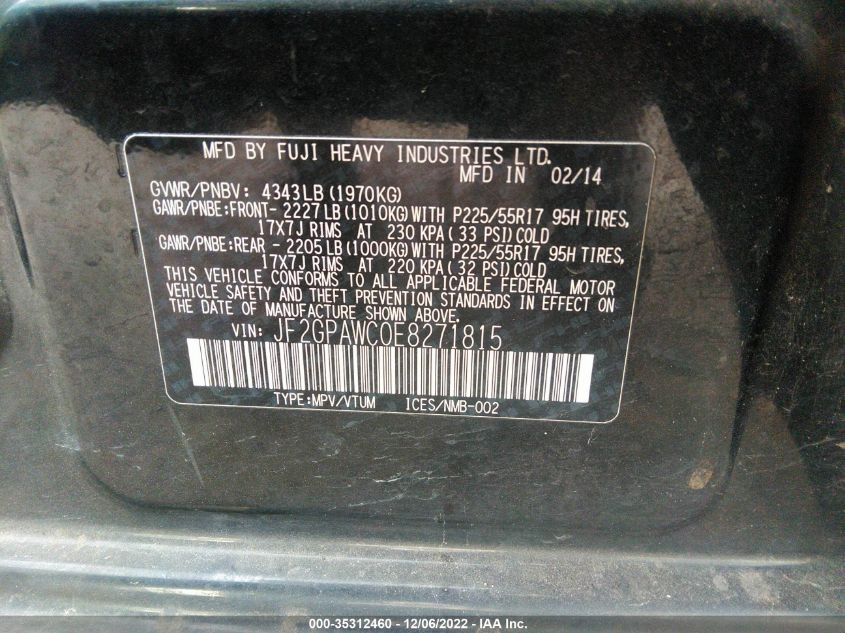 MFD BY FUJI HEAVY INDUSTRIES LTD.
MFD IN 02/14
GVWR/PNBV: 4343LB (1970KG)
GAWR/PNBE:FRONT- 2227LB(1010KG)WITH P225/55R17 95H TIRES,
17X7J RIMS AT 230 KPA( 33 PSI)COLD
GAWR/PNBE:REAR - 2205LB(1000KG)WITH P225/55R17 95H TIRES,
17X7J RIMS AT 220 KPA( 32 PSI)COLD
THIS VEHICLE CONFORMS TO ALL APPLICABLE FEDERAL MOTOR
VEHICLE SAFETY AND THEFT PREVENTION STANDARDS IN EFFECT ON
THE DATE OF MANUFACTURE SHOWN ABOVE.
VIN: JF2GPAWC0E8271815
TYPE:MPV/VTUM ICES/NMB-002
000-35312460 - 12/06/2022 - IAA Inc.